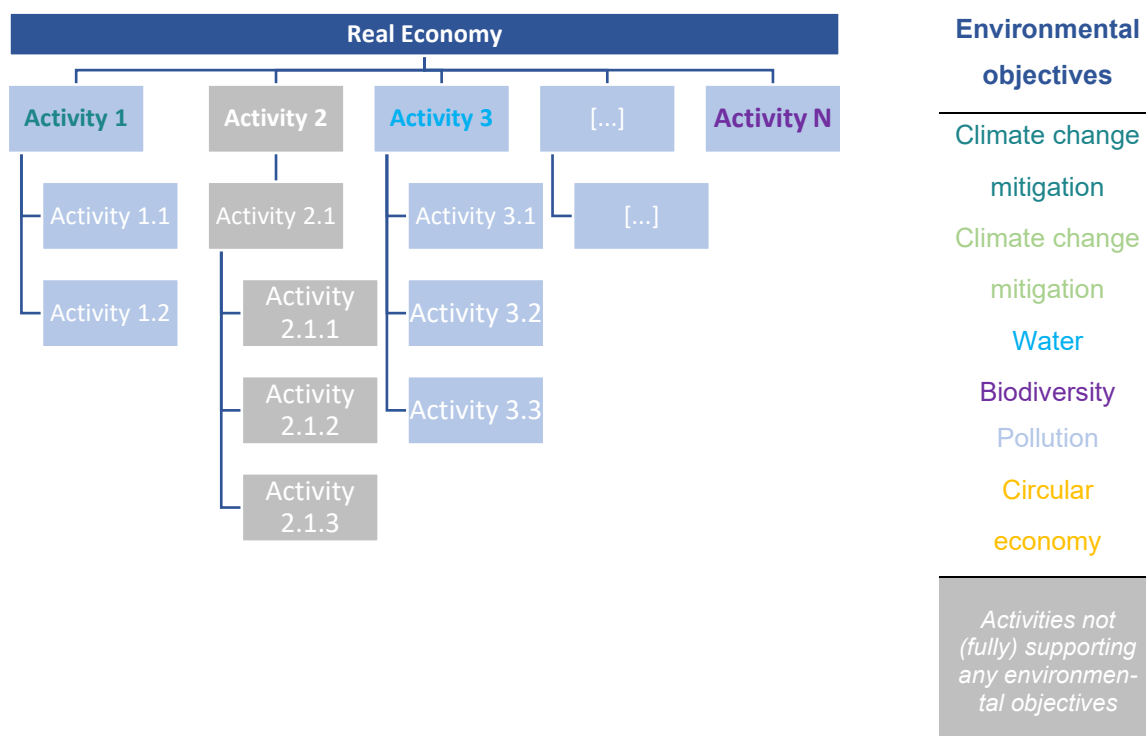 Real Economy
Activity 1
Activity 2
Activity 3
[...]
Activity N
Activity 1.1
Activity 2.1
Activity 3.1
[...]
Activity 1.2
Activity
2.1.1
Activity 3.2
Activity
2.1.2
Activity 3.3
Activity
2.1.3
Environmental
objectives
Climate change
mitigation
Climate change
mitigation
Water
Biodiversity
Pollution
Circular
economy
Activities not
(fully) supporting
any environmen-
tal objectives